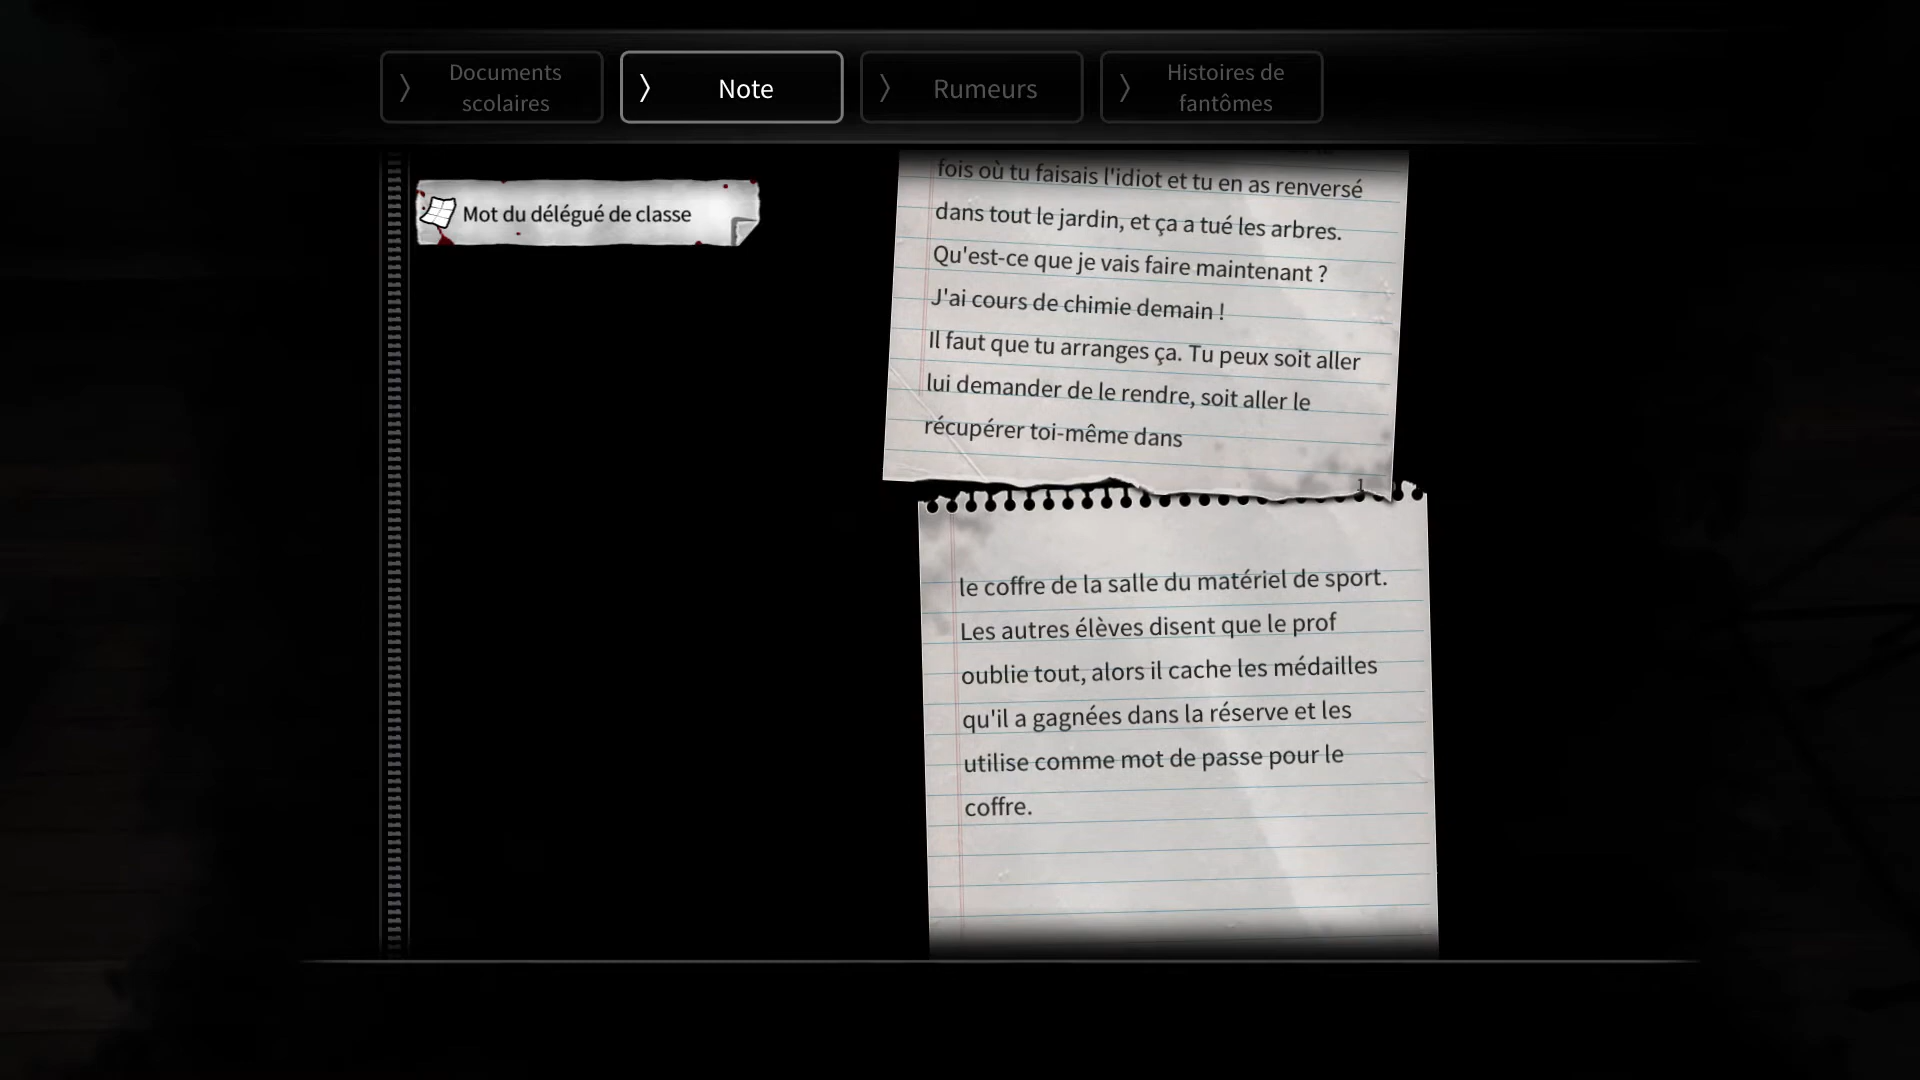 Documents
scolaires
Note
Rumeurs
Histoires de
fantômes
Mot du délégué de classe
fois où tu faisais l'idiot et tu en as renversé
dans tout le jardin, et ça a tué les arbres.
Qu'est-ce que je vais faire maintenant ?
J'ai cours de chimie demain !
Il faut que tu arranges ça. Tu peux soit aller
lui demander de le rendre, soit aller le
récupérer toi-même dans
1
le coffre de la salle du matériel de sport.
Les autres élèves disent que le prof
oublie tout, alors il cache les médailles
qu'il a gagnées dans la réserve et les
utilise comme mot de passe pour le
coffre.